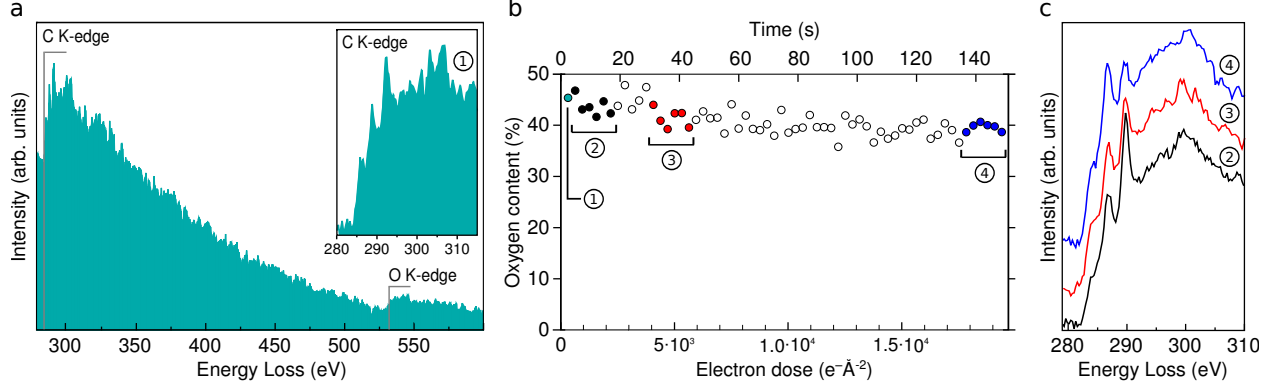 a
C K-edge
C K-edge
①
280 290 300 310
O K-edge
Intensity (arb. units)
300 350 400 450 500 550
Energy Loss (eV)
b
Time (s)
0 20 40 60 80 100 120 140
50
40
30
20
10
0
Oxygen content (%)
②
③
④
①
0 5·10³ 1.0·10⁴ 1.5·10⁴
Electron dose (e⁻Å⁻²)
c
④
③
②
Intensity (arb. units)
279 290 300 310
Energy Loss (eV)